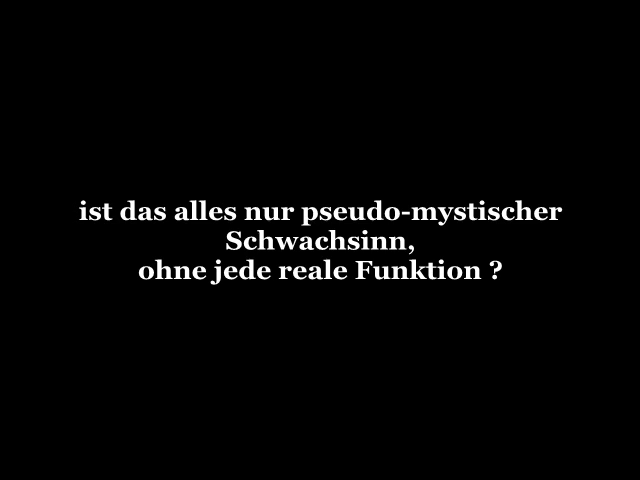 ist das alles nur pseudo-mystischer
Schwachsinn,
ohne jede reale Funktion ?